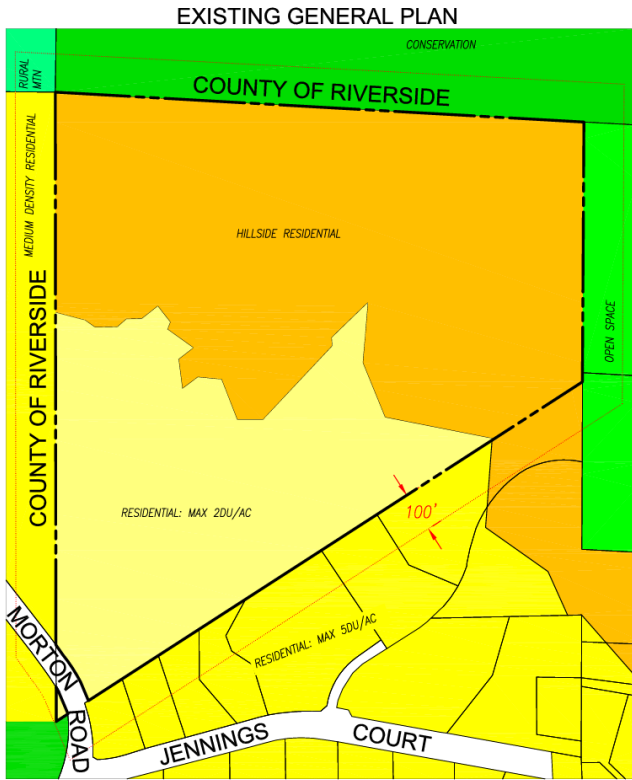 EXISTING GENERAL PLAN
CONSERVATION
RURAL
MTN
COUNTY OF RIVERSIDE
MEDIUM DENSITY RESIDENTIAL
HILLSIDE RESIDENTIAL
COUNTY OF RIVERSIDE
OPEN SPACE
RESIDENTIAL: MAX 2DU/AC
100'
RESIDENTIAL: MAX 5DU/AC
MORTON
ROAD
JENNINGS COURT